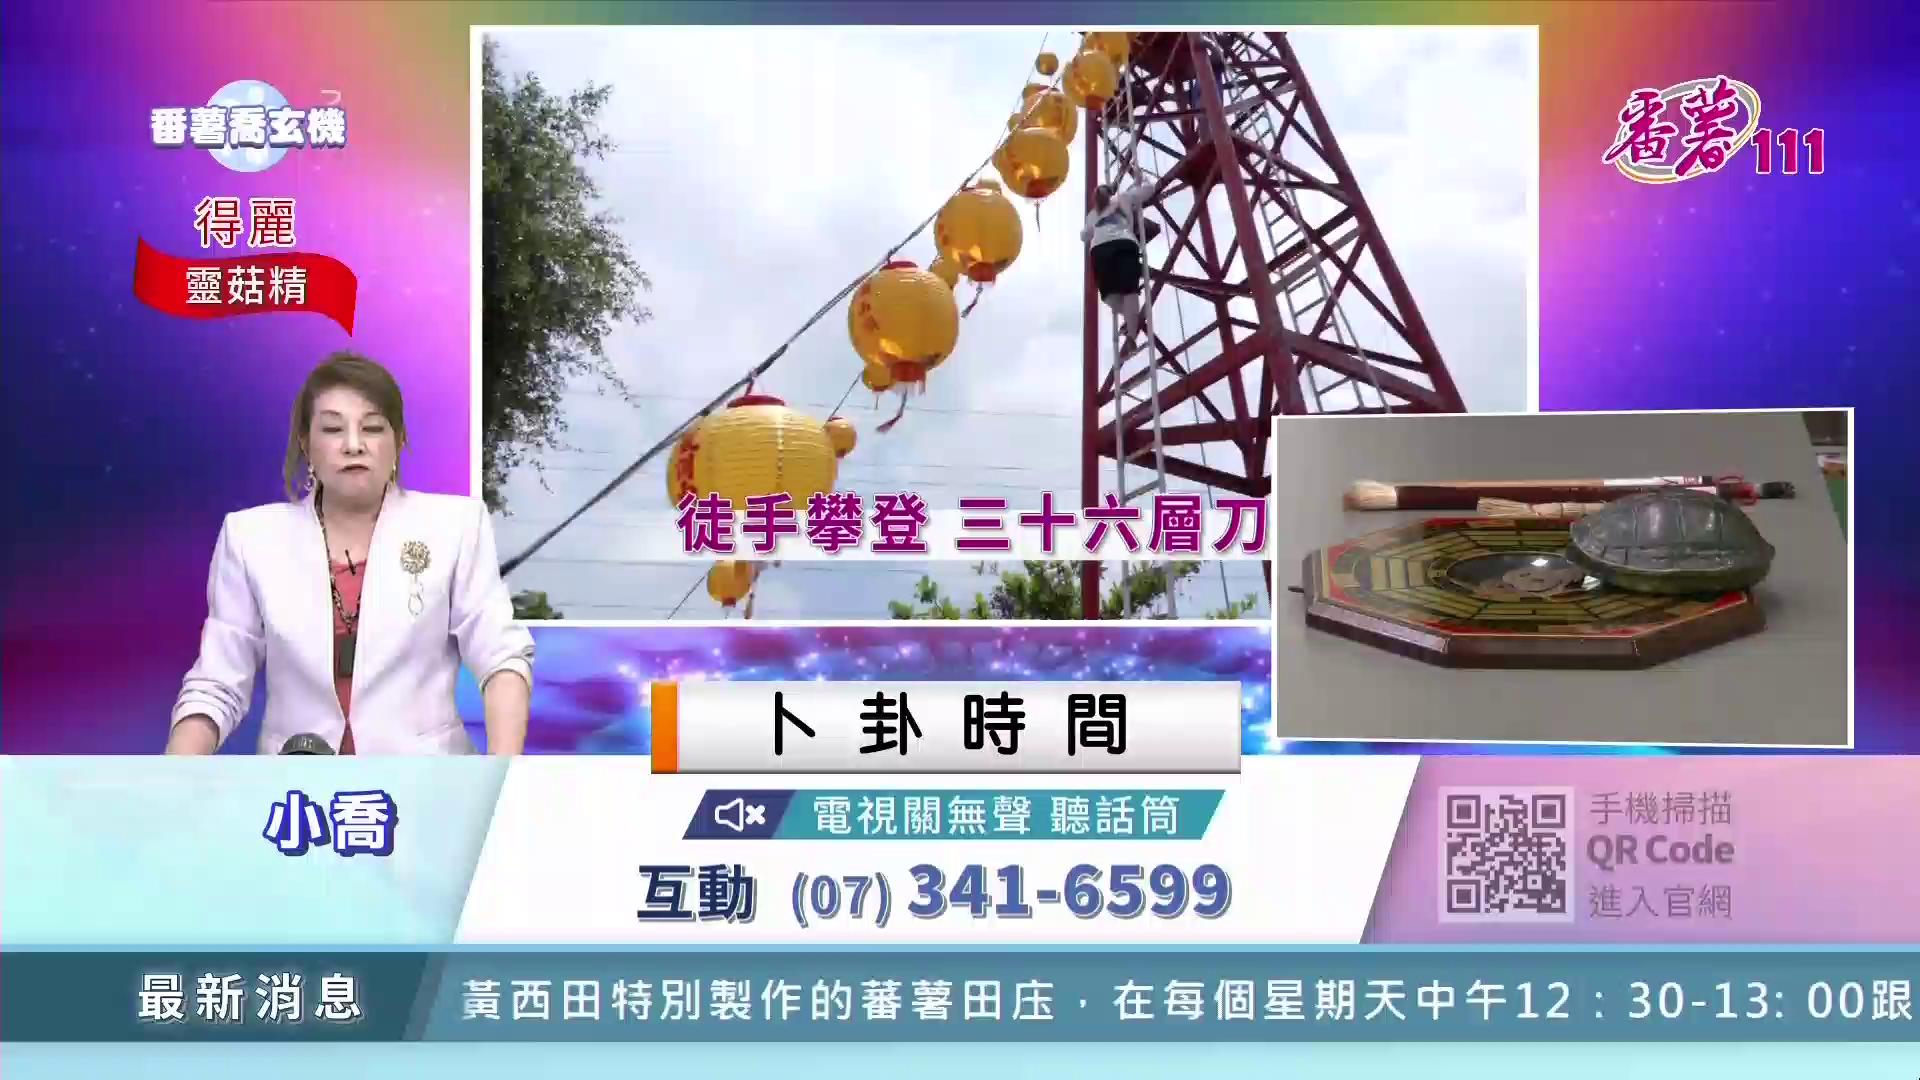 番薯喬玄機
得麗
靈菇精
番薯111
徒手攀登 三十六層刀
卜卦時間
小喬
電視關無聲 聽話筒
互動 (07) 341-6599
手機掃描
QR Code
進入官網
最新消息
黃西田特別製作的蕃薯田庄，在每個星期天中午12：30-13: 00跟